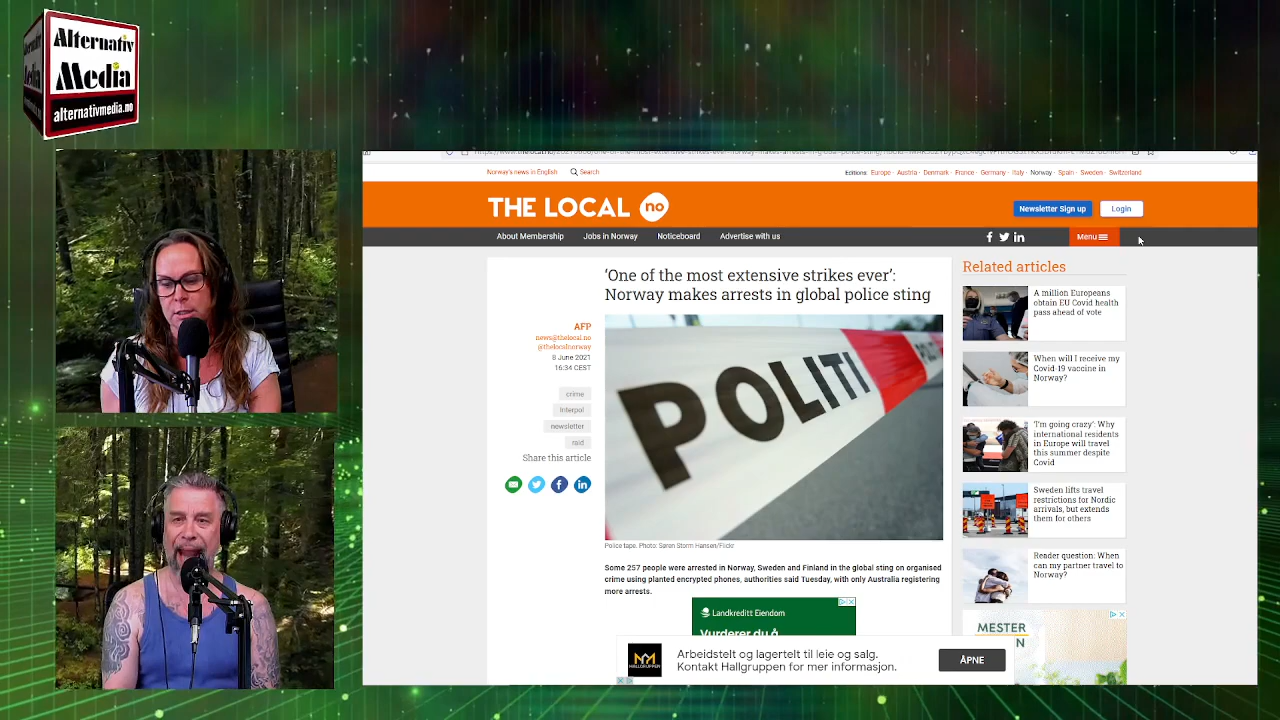 Alternativ
Media
alternativmedia.no
Norway's news in English
Search
Editions: Europe · Austria · Denmark · France · Germany · Italy · Norway · Spain · Sweden · Switzerland
THE LOCAL no
Newsletter Sign up
Login
About Membership
Jobs in Norway
Noticeboard
Advertise with us
Menu
'One of the most extensive strikes ever':
Norway makes arrests in global police sting
AFP
news@thelocal.no
@thelocalnorway
8 June 2021
16:34 CEST
crime
Interpol
newsletter
raid
Share this article
POLITI
Police tape. Photo: Søren Storm Hansen/Flickr
Some 257 people were arrested in Norway, Sweden and Finland in the global sting on organised
crime using planted encrypted phones, authorities said Tuesday, with only Australia registering
more arrests.
Landkreditt Eiendom
Vurderer du å
Related articles
A million Europeans
obtain EU Covid health
pass ahead of vote
When will I receive my
Covid-19 vaccine in
Norway?
'I'm going crazy': Why
international residents
in Europe will travel
this summer despite
Covid
Sweden lifts travel
restrictions for Nordic
arrivals, but extends
them for others
Reader question: When
can my partner travel to
Norway?
MESTER
N
HALLGRUPPEN
Arbeidstelt og lagertelt til leie og salg.
Kontakt Hallgruppen for mer informasjon.
ÅPNE